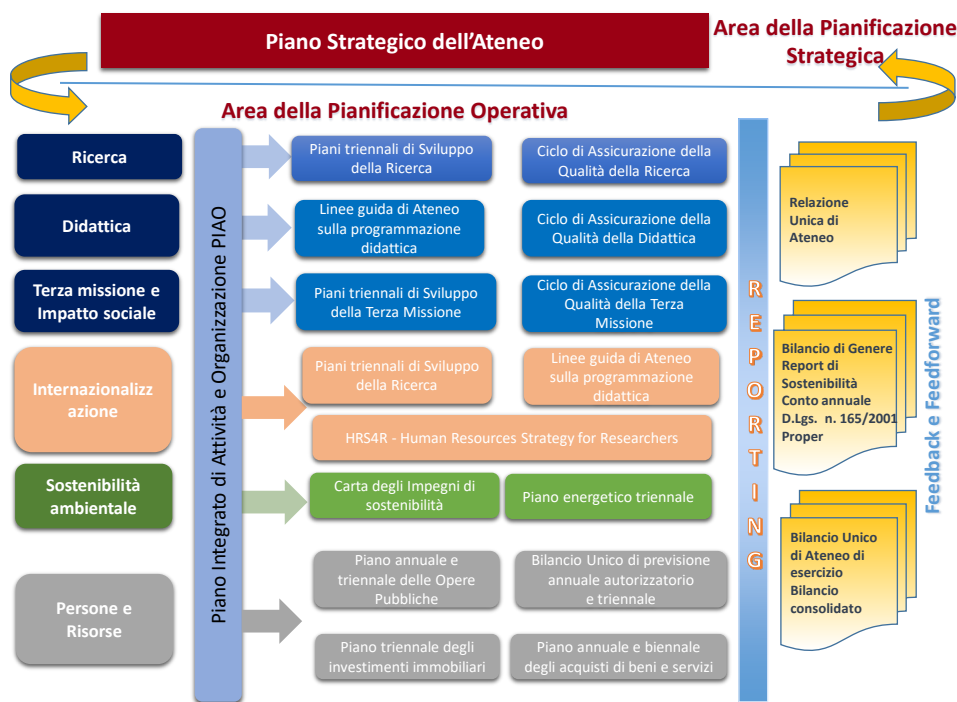 Piano Strategico dell'Ateneo
Area della Pianificazione
Strategica
Area della Pianificazione Operativa
Ricerca
Didattica
Terza missione e
Impatto sociale
Internazionalizz
azione
Sostenibilità
ambientale
Persone e
Risorse
Piano Integrato di Attività e Organizzazione PIAO
Piani triennali di Sviluppo
della Ricerca
Ciclo di Assicurazione della
Qualità della Ricerca
Linee guida di Ateneo
sulla programmazione
didattica
Ciclo di Assicurazione della
Qualità della Didattica
Piani triennali di Sviluppo
della Terza Missione
Ciclo di Assicurazione della
Qualità della Terza
Missione
Piani triennali di Sviluppo
della Ricerca
Linee guida di Ateneo
sulla programmazione
didattica
HRS4R - Human Resources Strategy for Researchers
Carta degli Impegni di
sostenibilità
Piano energetico triennale
Piano annuale e
triennale delle Opere
Pubbliche
Bilancio Unico di previsione
annuale autorizzatorio
e triennale
Piano triennale degli
investimenti immobiliari
Piano annuale e biennale
degli acquisti di beni e servizi
REPORTING
Relazione
Unica di
Ateneo
Bilancio di Genere
Report di
Sostenibilità
Conto annuale
D.Lgs. n. 165/2001
Proper
Bilancio Unico
di Ateneo di
esercizio
Bilancio
consolidato
Feedback e Feedforward